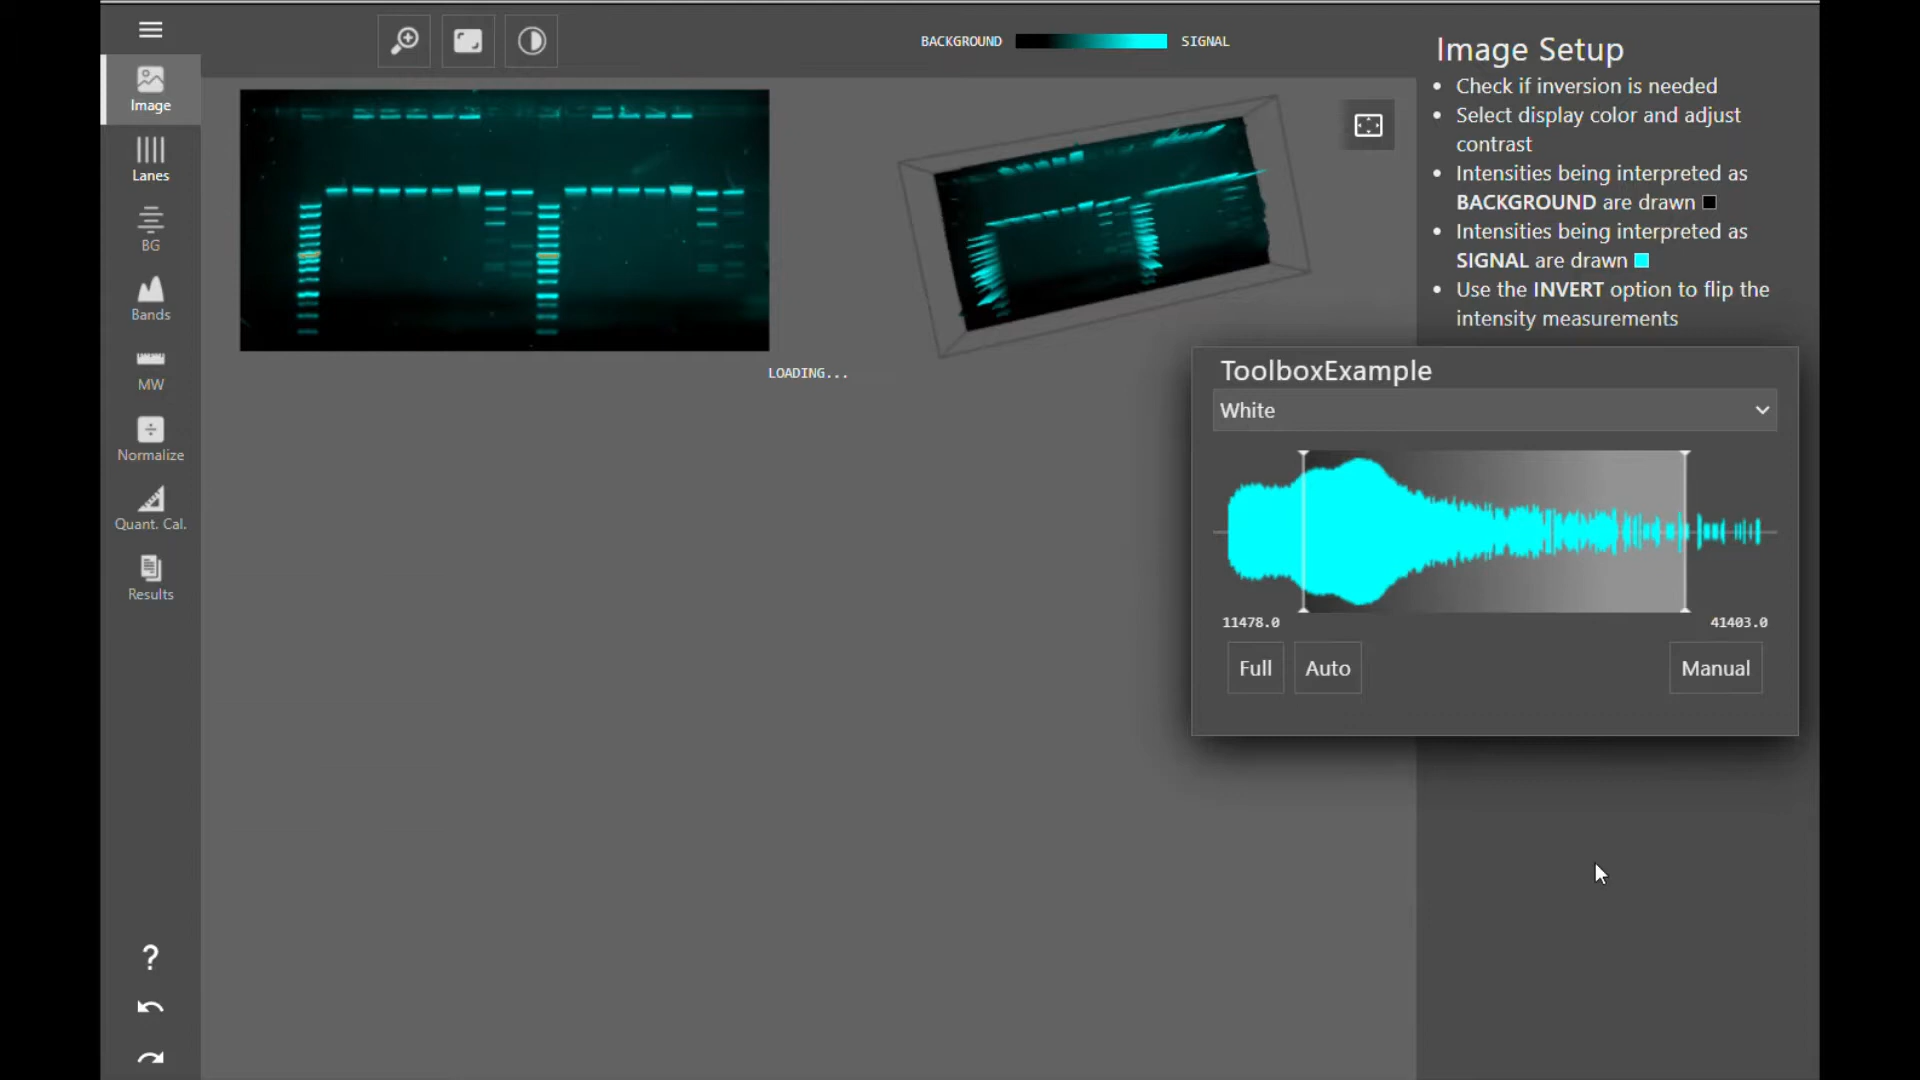 Image
Lanes
BG
Bands
MW
Normalize
Quant. Cal.
Results
?
BACKGROUND SIGNAL
LOADING...
Image Setup
• Check if inversion is needed
• Select display color and adjust
contrast
• Intensities being interpreted as
BACKGROUND are drawn
• Intensities being interpreted as
SIGNAL are drawn
• Use the INVERT option to flip the
intensity measurements
ToolboxExample
White
11478.0 41403.0
Full Auto Manual